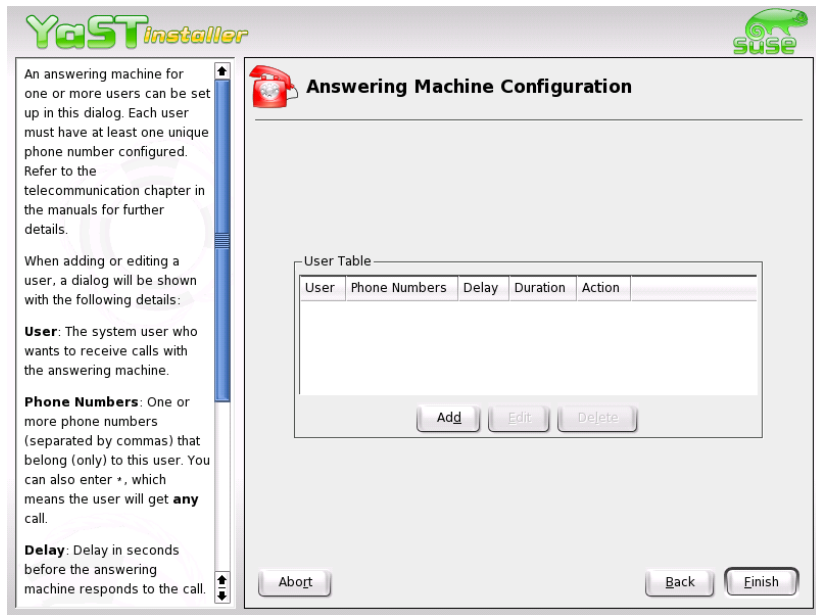 YaST installer
SUSE
An answering machine for
one or more users can be set
up in this dialog. Each user
must have at least one unique
phone number configured.
Refer to the
telecommunication chapter in
the manuals for further
details.
When adding or editing a
user, a dialog will be shown
with the following details:
User: The system user who
wants to receive calls with
the answering machine.
Phone Numbers: One or
more phone numbers
(separated by commas) that
belong (only) to this user. You
can also enter *, which
means the user will get any
call.
Delay: Delay in seconds
before the answering
machine responds to the call.
Answering Machine Configuration
User Table
User Phone Numbers Delay Duration Action
Add Edit Delete
Abort Back Finish